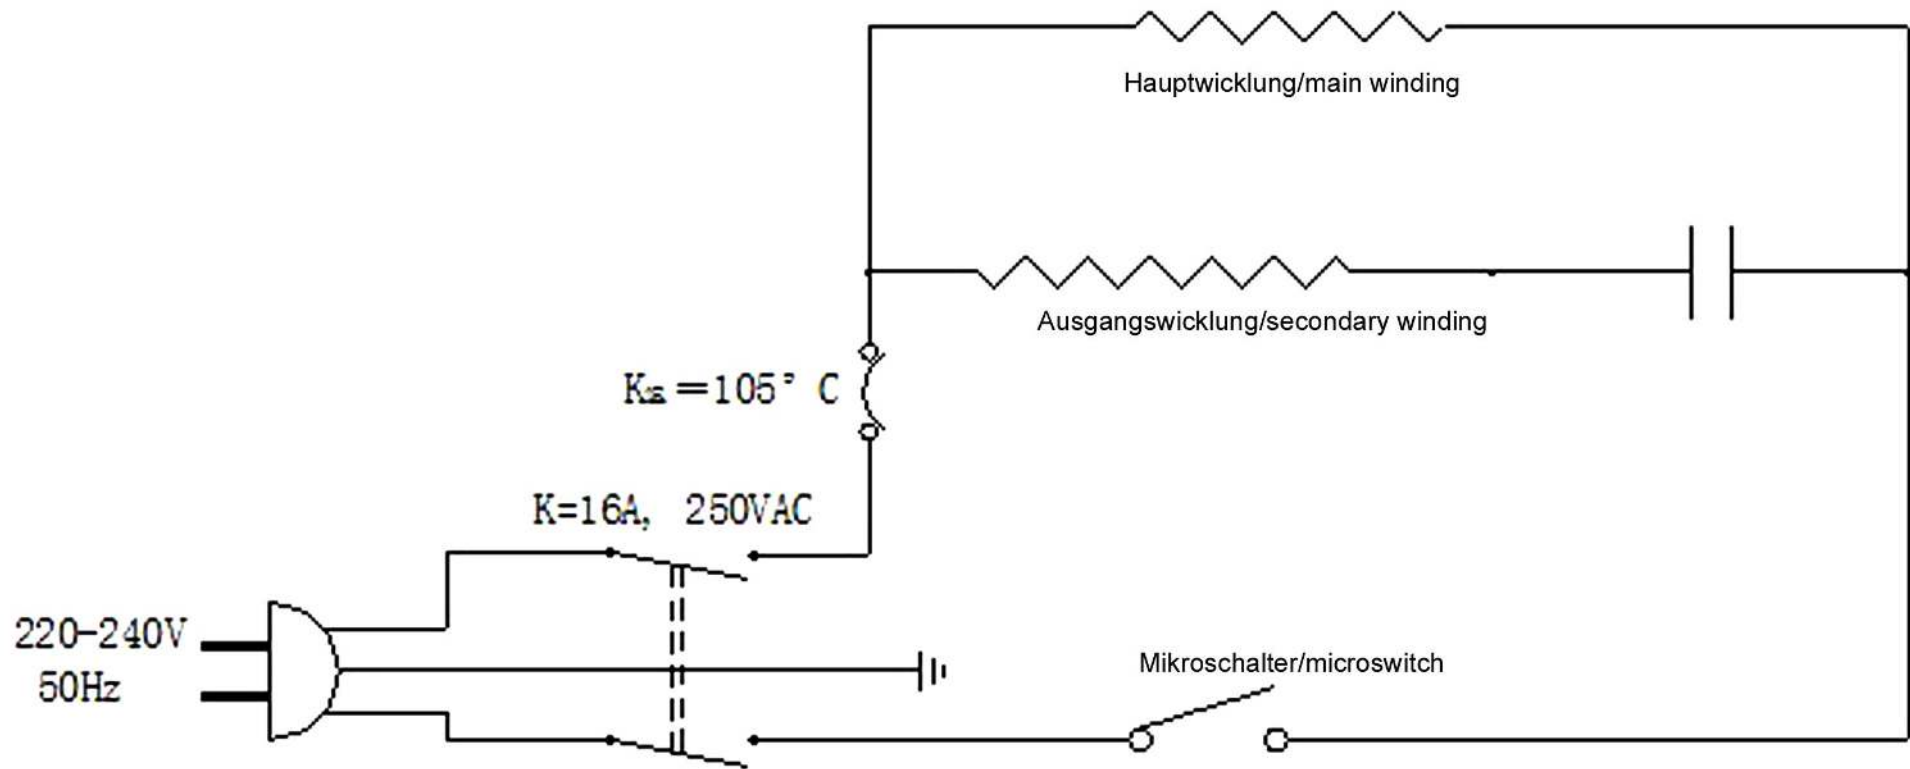 Hauptwicklung/main winding
Ausgangswicklung/secondary winding
=105° C
K=16A, 250VAC
220-240V
50Hz
Mikroschalter/microswitch